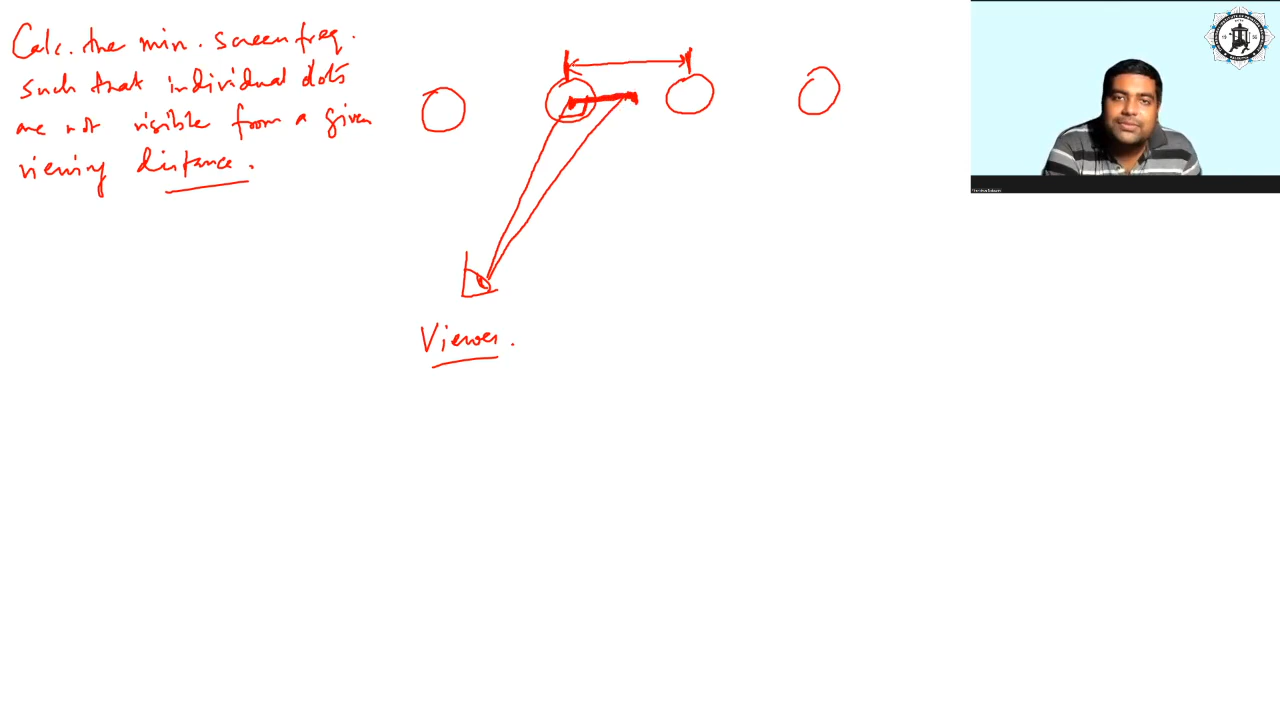 Calc. the min. screen freq.
such that individual dots
are not visible from a given
viewing distance.
Viewer.